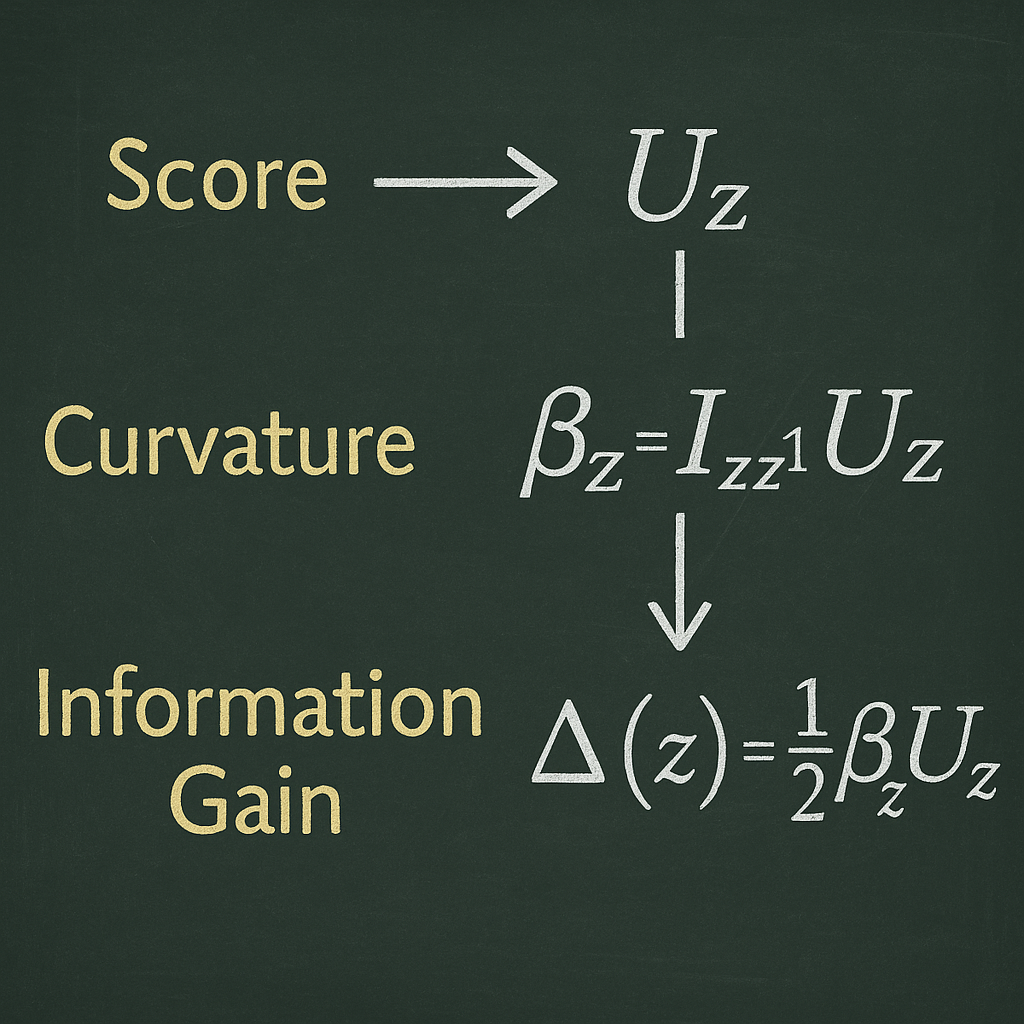 Score → U_z
Curvature β_z = I_zz1 U_z
Information
Gain Δ(z) = 1/2 β_z U_z